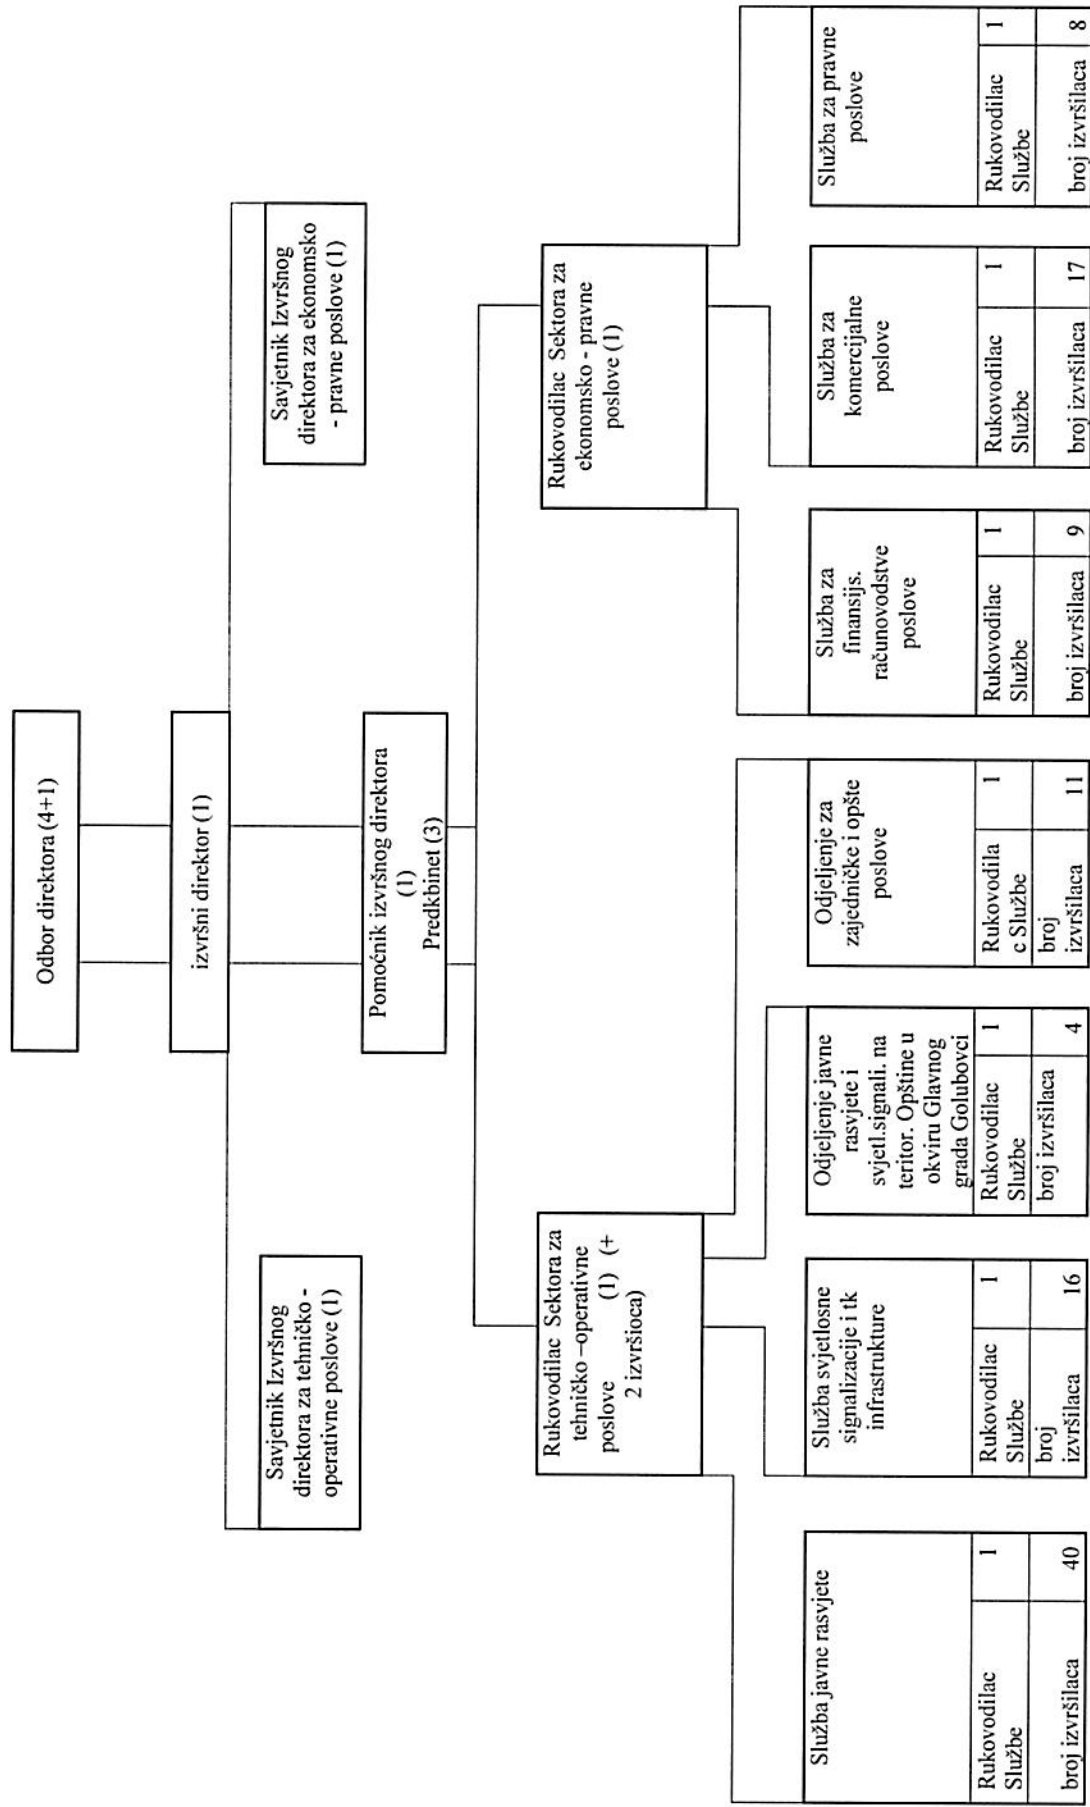 Odbor direktora (4+1)
izvršni direktor (1)
Savjetnik Izvršnog
direktora za tehničko -
operativne poslove (1)
Savjetnik Izvršnog
direktora za ekonomsko
- pravne poslove (1)
Pomoćnik izvršnog direktora
(1)
Predkbinet (3)
Rukovodilac Sektora za
tehničko –operativne
poslove (1) (+
2 izvršioca)
Rukovodilac Sektora za
ekonomsko - pravne
poslove (1)
Služba javne rasvjete
Rukovodilac 1
Službe
broj izvršilaca 40
Služba svjetlosne
signalizacije i tk
infrastrukture
Rukovodilac 1
Službe
broj 16
izvršilaca
Odjeljenje javne
rasvjete i
svjetl.signali. na
teritor. Opštine u
okviru Glavnog
grada Golubovci
Rukovodilac 1
Službe
broj izvršilaca 4
Odjeljenje za
zajedničke i opšte
poslove
Rukovodila 1
c Službe
broj 11
izvršilaca
Služba za
finansijs.
računovodstve
poslove
Rukovodilac 1
Službe
broj izvršilaca 9
Služba za
komercijalne
poslove
Rukovodilac 1
Službe
broj izvršilaca 17
Služba za pravne
poslove
Rukovodilac 1
Službe
broj izvršilaca 8